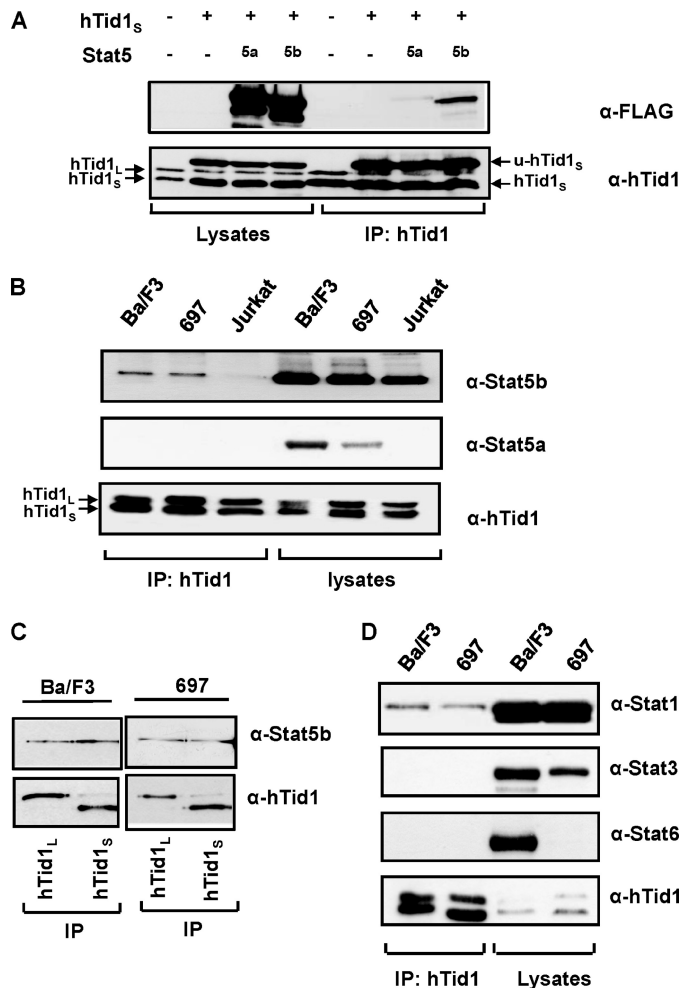 A
hTid1S - + + + - + + +
Stat5 - - 5a 5b - - 5a 5b
α-FLAG
hTid1L
hTid1S
u-hTid1S
hTid1S
α-hTid1
Lysates
IP: hTid1
B
Ba/F3 697 Jurkat Ba/F3 697 Jurkat
α-Stat5b
α-Stat5a
hTid1L
hTid1S
α-hTid1
IP: hTid1
lysates
C
Ba/F3
697
α-Stat5b
α-hTid1
hTid1L hTid1S hTid1L hTid1S
IP
IP
D
Ba/F3 697 Ba/F3 697
α-Stat1
α-Stat3
α-Stat6
α-hTid1
IP: hTid1
Lysates